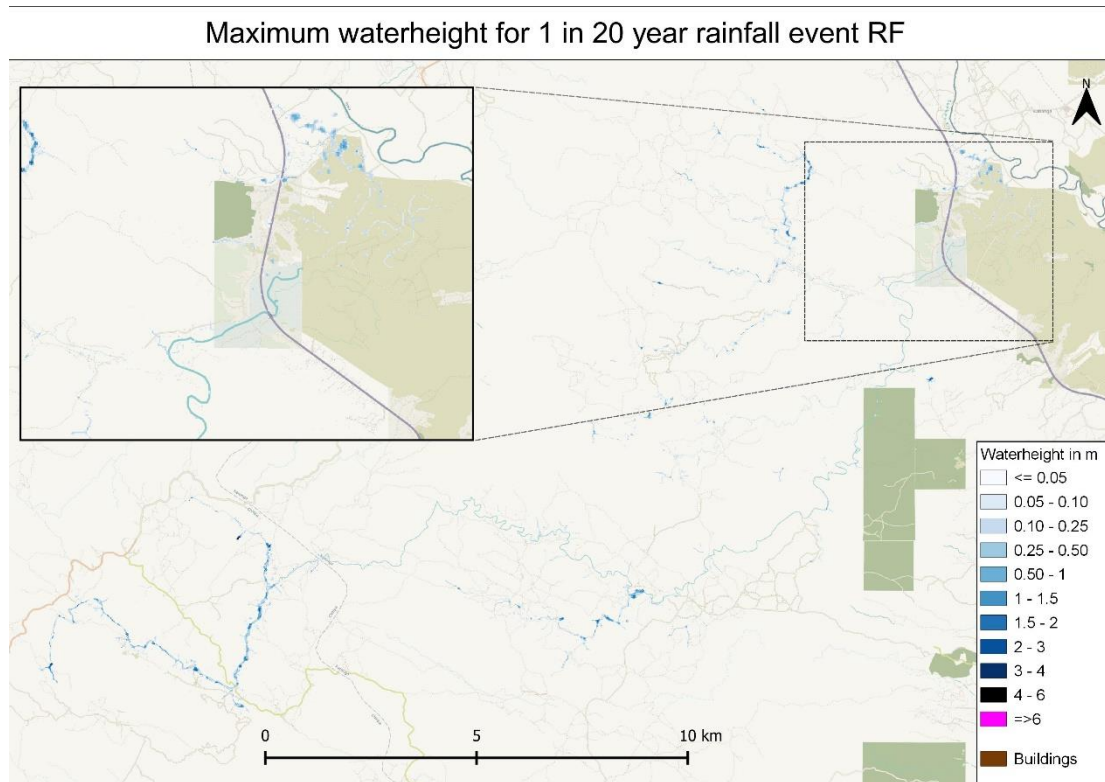 Maximum waterheight for 1 in 20 year rainfall event RF
N
Waterheight in m
<= 0.05
0.05 - 0.10
0.10 - 0.25
0.25 - 0.50
0.50 - 1
1 - 1.5
1.5 - 2
2 - 3
3 - 4
4 - 6
=>6
Buildings
0 5 10 km